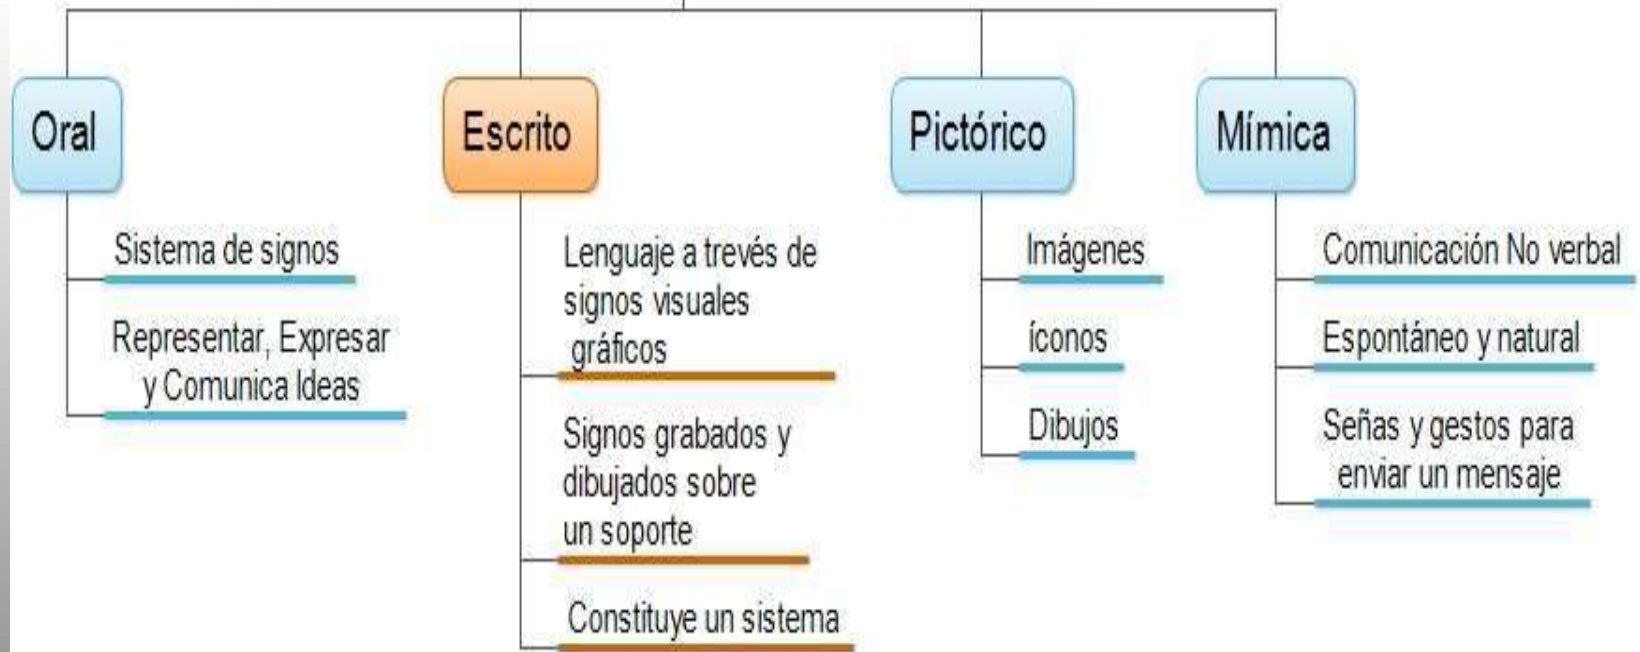 Oral
Sistema de signos
Representar, Expresar
y Comunica Ideas
Escrito
Lenguaje a trevés de
signos visuales
gráficos
Signos grabados y
dibujados sobre
un soporte
Constituye un sistema
Pictórico
Imágenes
íconos
Dibujos
Mímica
Comunicación No verbal
Espontáneo y natural
Señas y gestos para
enviar un mensaje